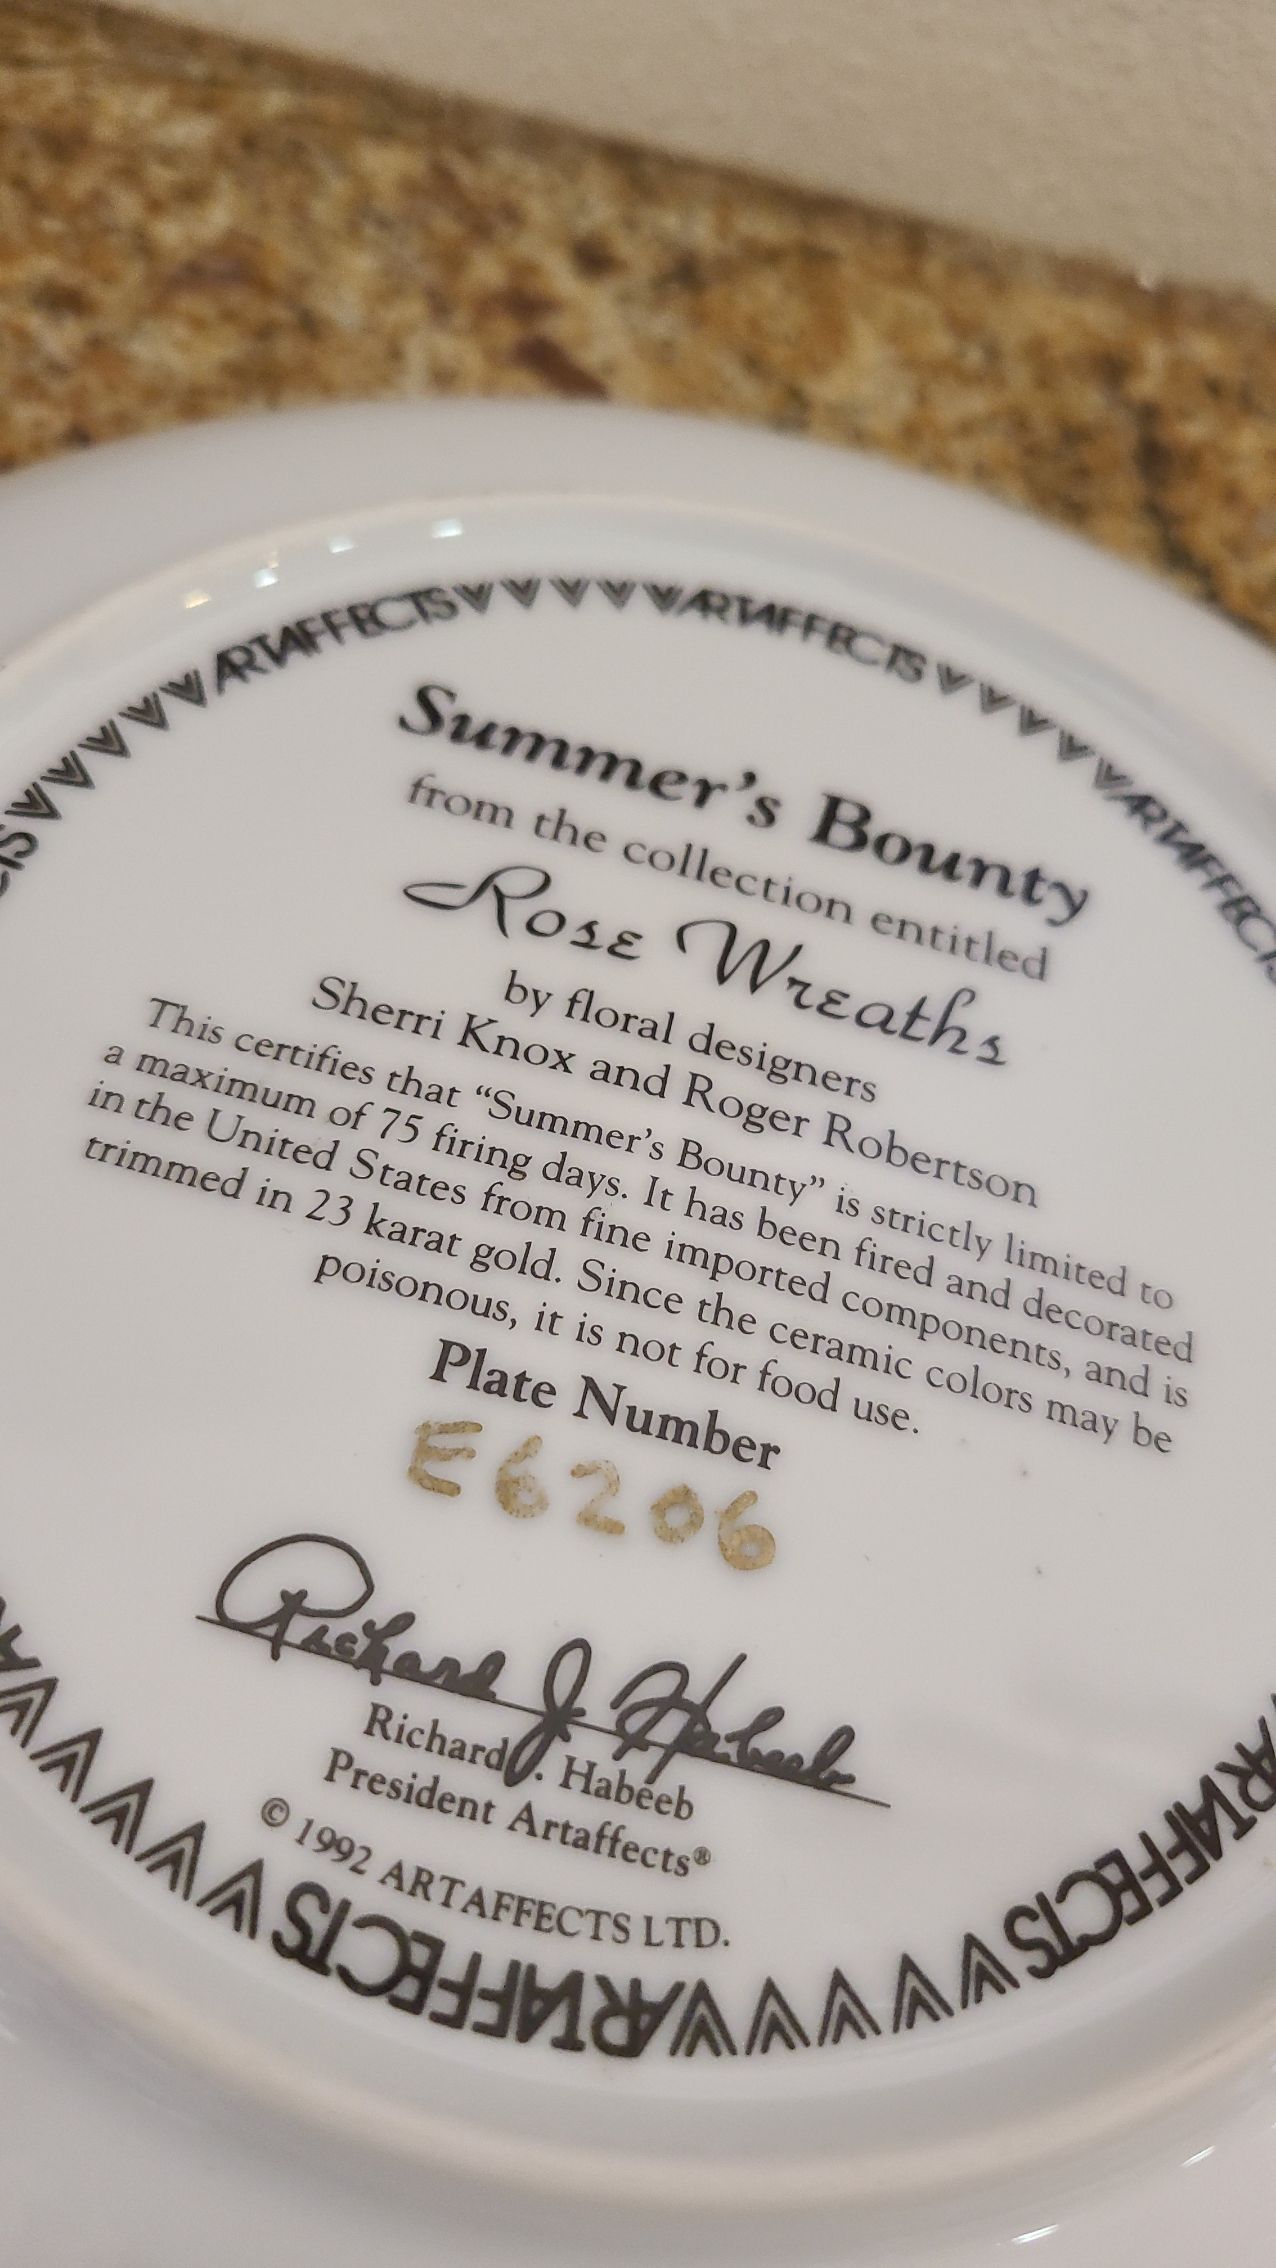 ARTAFFECTS ARTAFFECTS ARTAFFECTS
Summer's Bounty
from the collection entitled
Rose Wreaths
by floral designers
Sherri Knox and Roger Robertson
This certifies that “Summer's Bounty” is strictly limited to
a maximum of 75 firing days. It has been fired and decorated
in the United States from fine imported components, and is
trimmed in 23 karat gold. Since the ceramic colors may be
poisonous, it is not for food use.
Plate Number
E6206
Richard J. Habeeb
Richard J. Habeeb
President Artaffects®
© 1992 ARTAFFECTS LTD.
ARTAFFECTS ARTAFFECTS